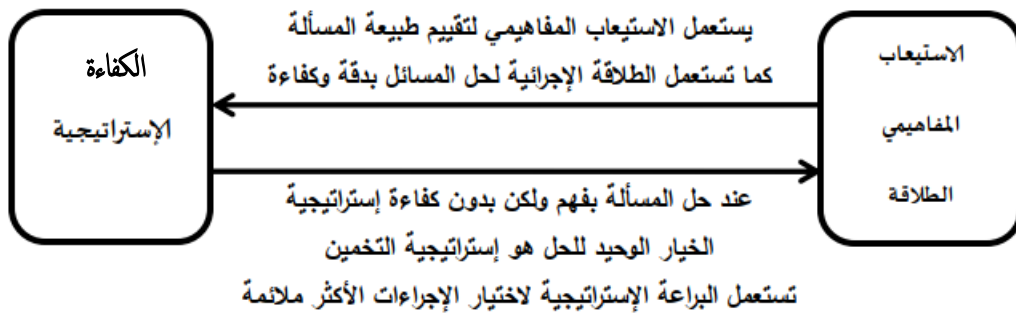 الاستيعاب
المفاهيمي
الطلاقة
يستعمل الاستيعاب المفاهيمي لتقييم طبيعة المسألة
كما تستعمل الطلاقة الإجرائية لحل المسائل بدقة وكفاءة
الكفاءة
الإستراتيجية
عند حل المسألة بفهم ولكن بدون كفاءة إستراتيجية
الخيار الوحيد للحل هو إستراتيجية التخمين
تستعمل البراعة الإستراتيجية لاختيار الإجراءات الأكثر ملائمة